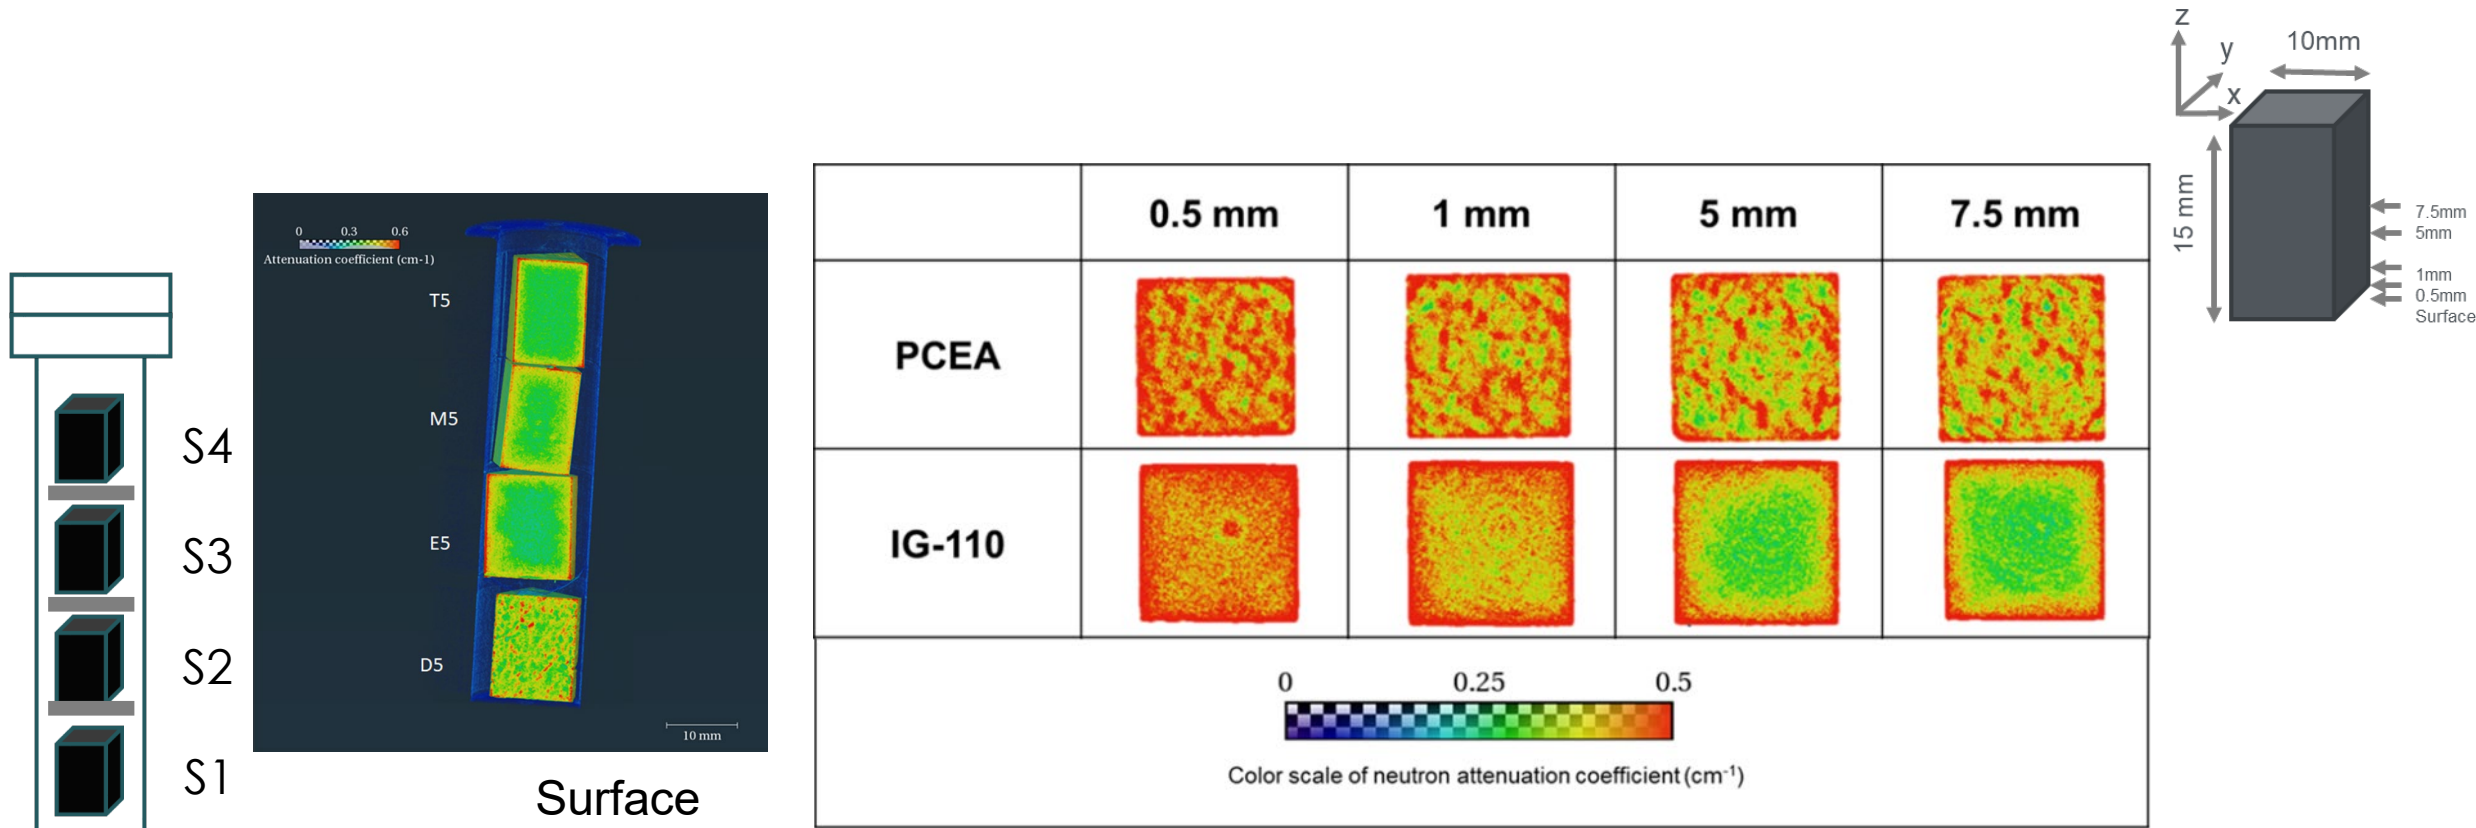 S4
S3
S2
S1
0 0.3 0.6
Attenuation coefficient (cm-1)
T5
M5
E5
D5
10 mm
Surface
0.5 mm 1 mm 5 mm 7.5 mm
PCEA
IG-110
0 0.25 0.5
Color scale of neutron attenuation coefficient (cm⁻¹)
z
y
x
10mm
15 mm
7.5mm
5mm
1mm
0.5mm
Surface